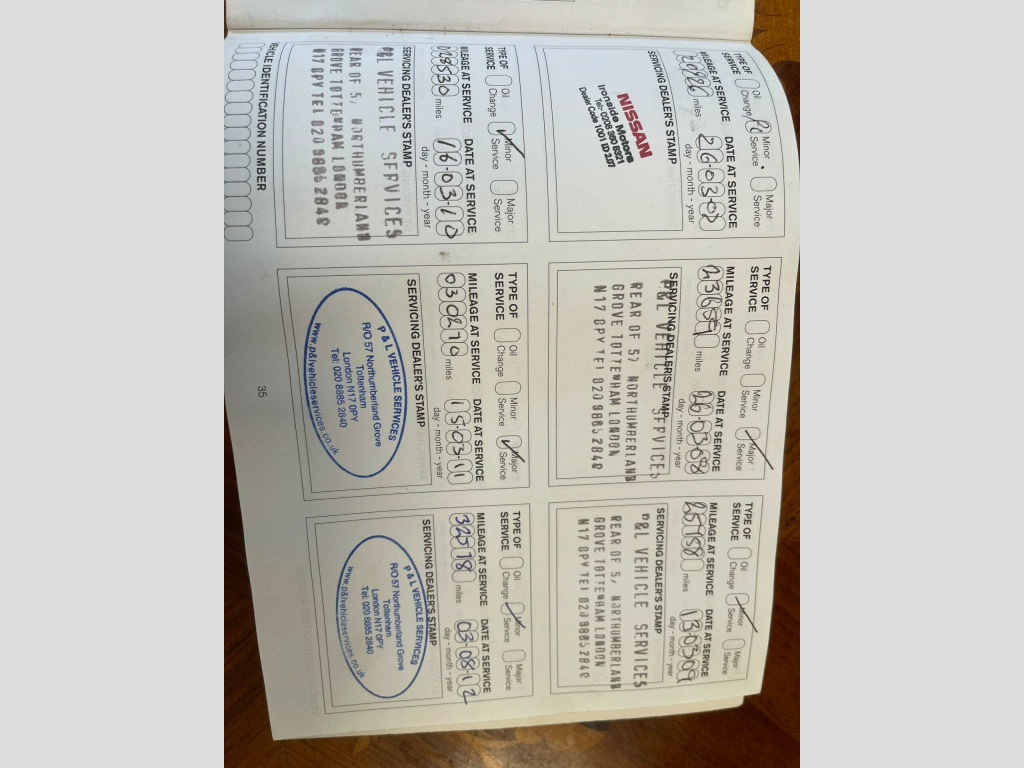 TYPE OF SERVICE
Oil Change
Minor Service
Major Service
MILEAGE AT SERVICE
miles
DATE AT SERVICE
26·03·07
day - month - year
SERVICING DEALER'S STAMP
NISSAN
Ironside Motors
Dealer Code
TYPE OF SERVICE
Oil Change
Minor Service
Major Service
MILEAGE AT SERVICE
miles
DATE AT SERVICE
26·03·08
day - month - year
SERVICING DEALER'S STAMP
P&L VEHICLE SERVICES
REAR OF 57 NORTHUMBERLAND
GROVE TOTTENHAM LONDON
N17 0PY TEL 020 8885 2840
TYPE OF SERVICE
Oil Change
Minor Service
Major Service
MILEAGE AT SERVICE
25758 miles
DATE AT SERVICE
13·03·09
day - month - year
SERVICING DEALER'S STAMP
P&L VEHICLE SERVICES
REAR OF 57 NORTHUMBERLAND
GROVE TOTTENHAM LONDON
N17 0PY TEL 020 8885 2840
TYPE OF SERVICE
Oil Change
Minor Service
Major Service
MILEAGE AT SERVICE
028530 miles
DATE AT SERVICE
16·03·10
day - month - year
SERVICING DEALER'S STAMP
P&L VEHICLE SERVICES
REAR OF 57 NORTHUMBERLAND
GROVE TOTTENHAM LONDON
N17 0PY TEL 020 8885 2840
TYPE OF SERVICE
Oil Change
Minor Service
Major Service
MILEAGE AT SERVICE
030270 miles
DATE AT SERVICE
15·03·11
day - month - year
SERVICING DEALER'S STAMP
P & L VEHICLE SERVICES
R/O 57 Northumberland Grove
Tottenham
London N17 0PY
Tel: 020 8885 2840
www.p&lvehicleservices.co.uk
TYPE OF SERVICE
Oil Change
Minor Service
Major Service
MILEAGE AT SERVICE
32518 miles
DATE AT SERVICE
03·08·12
day - month - year
SERVICING DEALER'S STAMP
P & L VEHICLE SERVICES
R/O 57 Northumberland Grove
Tottenham
London N17 0PY
Tel: 020 8885 2840
www.p&lvehicleservices.co.uk
VEHICLE IDENTIFICATION NUMBER
35